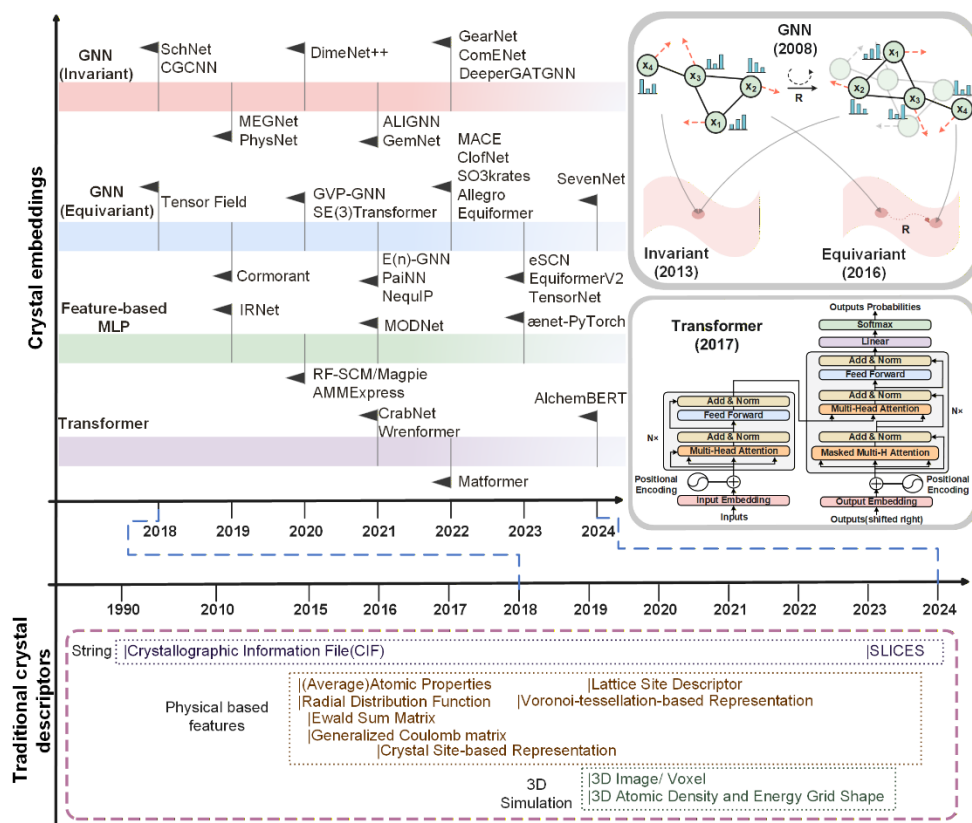 Crystal embeddings
GNN
(Invariant)
SchNet
CGCNN
DimeNet++
GearNet
ComENet
DeeperGATGNN
MEGNet
PhysNet
ALIGNN
GemNet
GNN
(Equivariant)
Tensor Field
GVP-GNN
SE(3)Transformer
MACE
ClofNet
SO3krates
Allegro
Equiformer
SevenNet
Cormorant
E(n)-GNN
PaiNN
NequIP
eSCN
EquiformerV2
TensorNet
Feature-based
MLP
IRNet
MODNet
ænet-PyTorch
RF-SCM/Magpie
AMMExpress
Transformer
CrabNet
Wrenformer
AlchemBERT
Matformer
2018 2019 2020 2021 2022 2023 2024
GNN
(2008)
X₄
X₃
X₂
X₁
R
X₁
X₂
X₃
X₄
R
Invariant
(2013)
Equivariant
(2016)
Transformer
(2017)
Outputs Probabilities
Softmax
Linear
Add & Norm
Feed Forward
Add & Norm
Multi-Head Attention
Add & Norm
Masked Multi-H Attention
N×
Positional
Encoding
Output Embedding
Outputs(shifted right)
Add & Norm
Feed Forward
Add & Norm
Multi-Head Attention
N×
Positional
Encoding
Input Embedding
Inputs
Traditional crystal
descriptors
1990 2010 2015 2016 2017 2018 2019 2020 2021 2022 2023 2024
String
|Crystallographic Information File(CIF)
|SLICES
Physical based
features
|(Average)Atomic Properties
|Lattice Site Descriptor
|Radial Distribution Function
|Voronoi-tessellation-based Representation
|Ewald Sum Matrix
|Generalized Coulomb matrix
|Crystal Site-based Representation
3D
Simulation
|3D Image/ Voxel
|3D Atomic Density and Energy Grid Shape